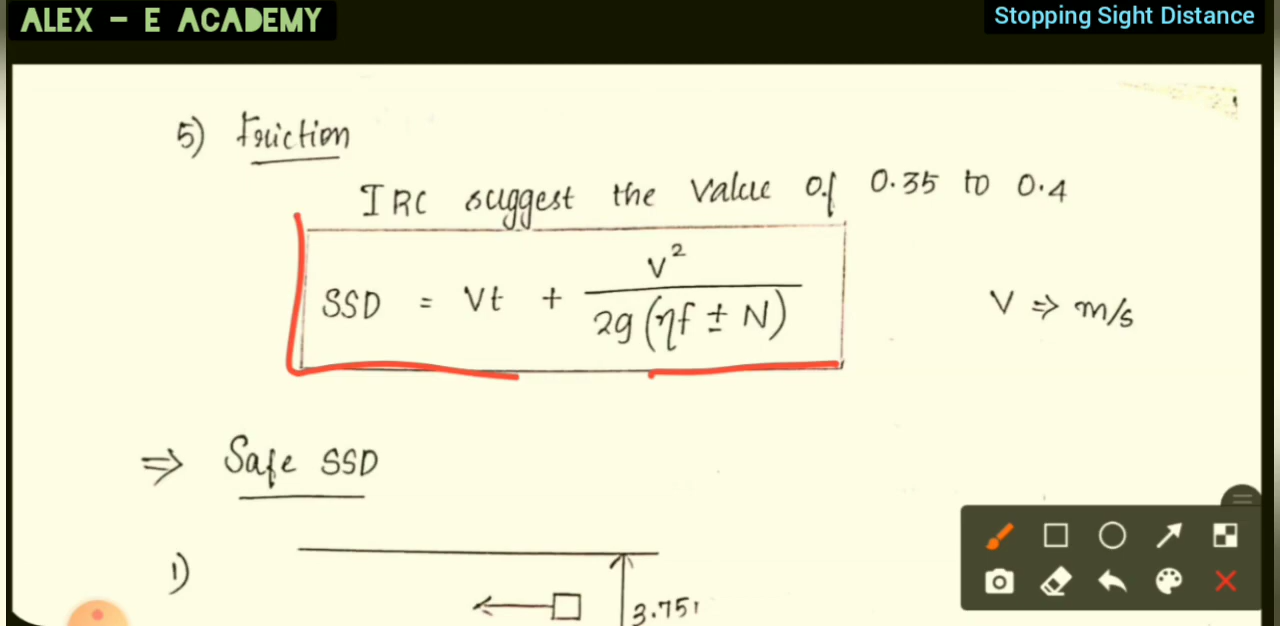 ALEX - E ACADEMY
Stopping Sight Distance
5) Friction
IRC suggest the value of 0.35 to 0.4
SSD = Vt + V² / 2g (ηf ± N)
V ⇒ m/s
⇒ Safe SSD
1)
3.75